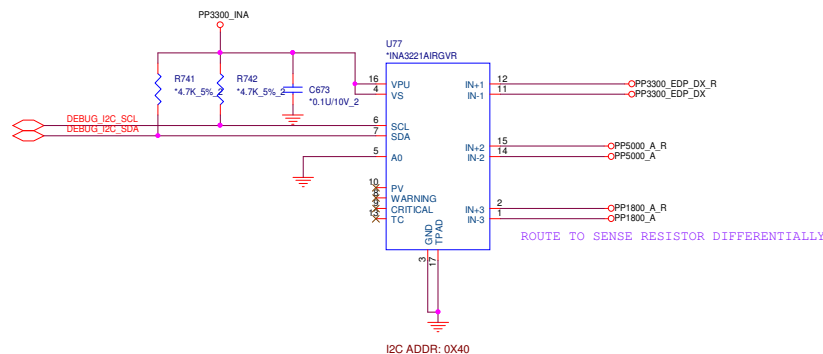 PP3300_INA
U77
*INA3221AIRGVR
R741
*4.7K_5%_2
R742
*4.7K_5%_2
C673
*0.1U/10V_2
16 VPU
4 VS
IN+1 12 PP3300_EDP_DX_R
IN-1 11 PP3300_EDP_DX
DEBUG_I2C_SCL 6 SCL
DEBUG_I2C_SDA 7 SDA
IN+2 15 PP5000_A_R
IN-2 14 PP5000_A
5 A0
10 PV
8 WARNING
9 CRITICAL
13 TC
IN+3 2 PP1800_A_R
IN-3 1 PP1800_A
GND
TPAD
3
17
ROUTE TO SENSE RESISTOR DIFFERENTIALLY
I2C ADDR: 0X40